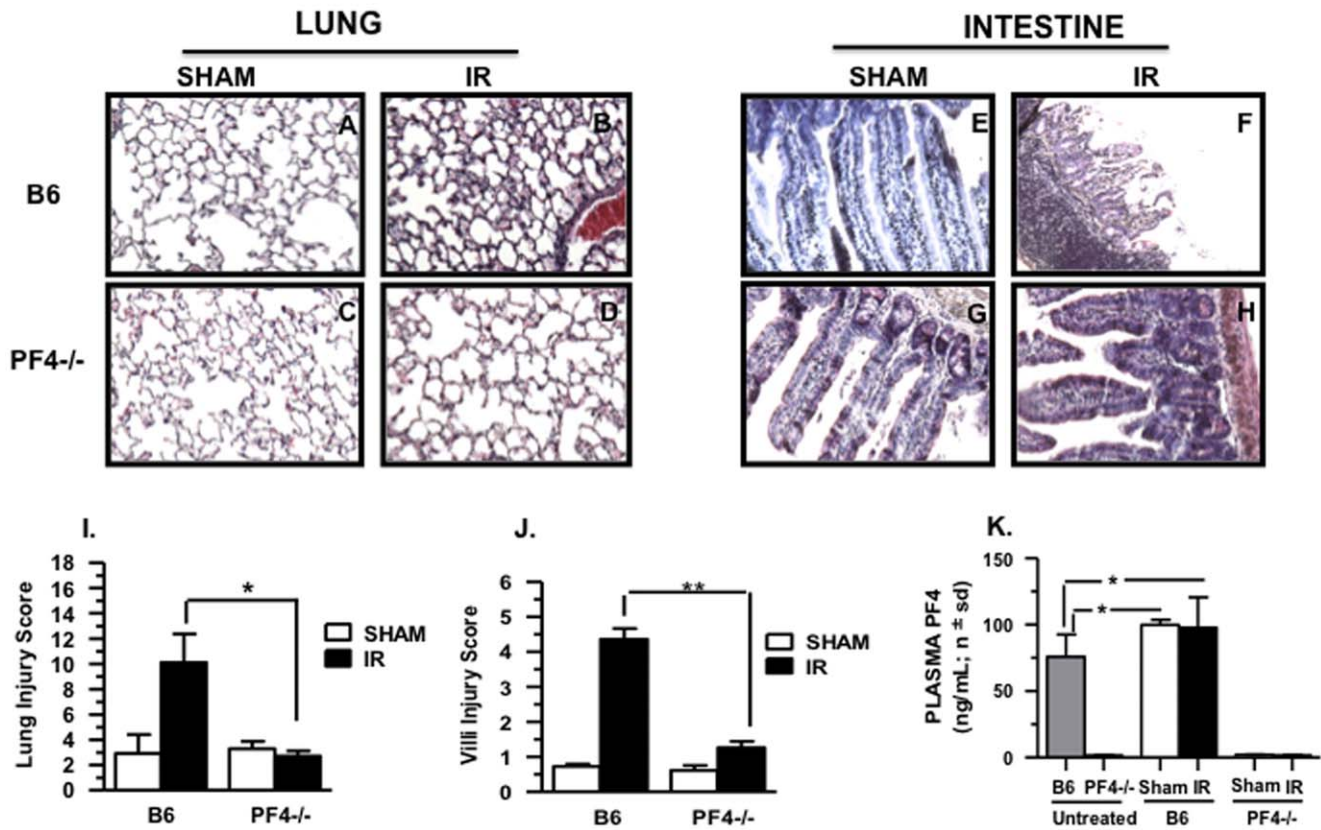 LUNG
INTESTINE
SHAM
IR
SHAM
IR
B6
A
B
E
F
PF4-/-
C
D
G
H
I.
Lung Injury Score
18
16
14
12
10
8
6
4
2
0
*
SHAM
IR
B6
PF4-/-
J.
Villi Injury Score
6
5
4
3
2
1
0
**
SHAM
IR
B6
PF4-/-
K.
PLASMA PF4
(ng/mL; n ± sd)
150
100
50
0
*
*
B6 PF4-/- Sham IR Sham IR
Untreated B6 PF4-/-